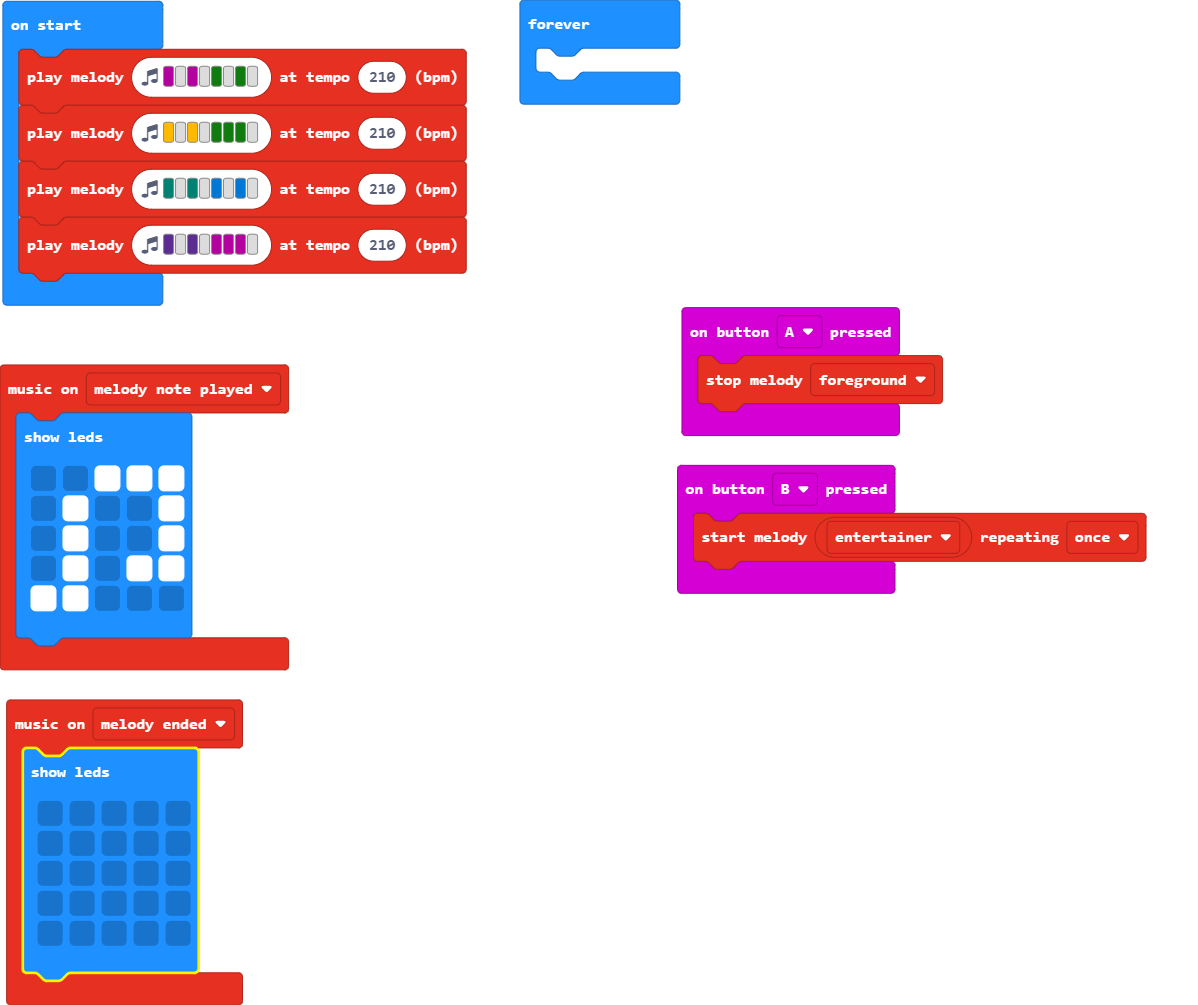 on start
play melody at tempo 210 (bpm)
play melody at tempo 210 (bpm)
play melody at tempo 210 (bpm)
play melody at tempo 210 (bpm)
forever
on button A pressed
stop melody foreground
on button B pressed
start melody entertainer repeating once
music on melody note played
show leds
music on melody ended
show leds